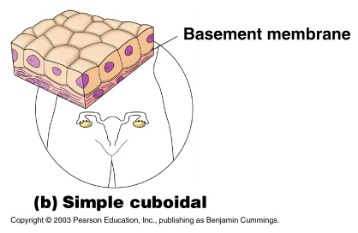 Basement membrane
(b) Simple cuboidal
Copyright © 2003 Pearson Education, Inc., publishing as Benjamin Cummings.